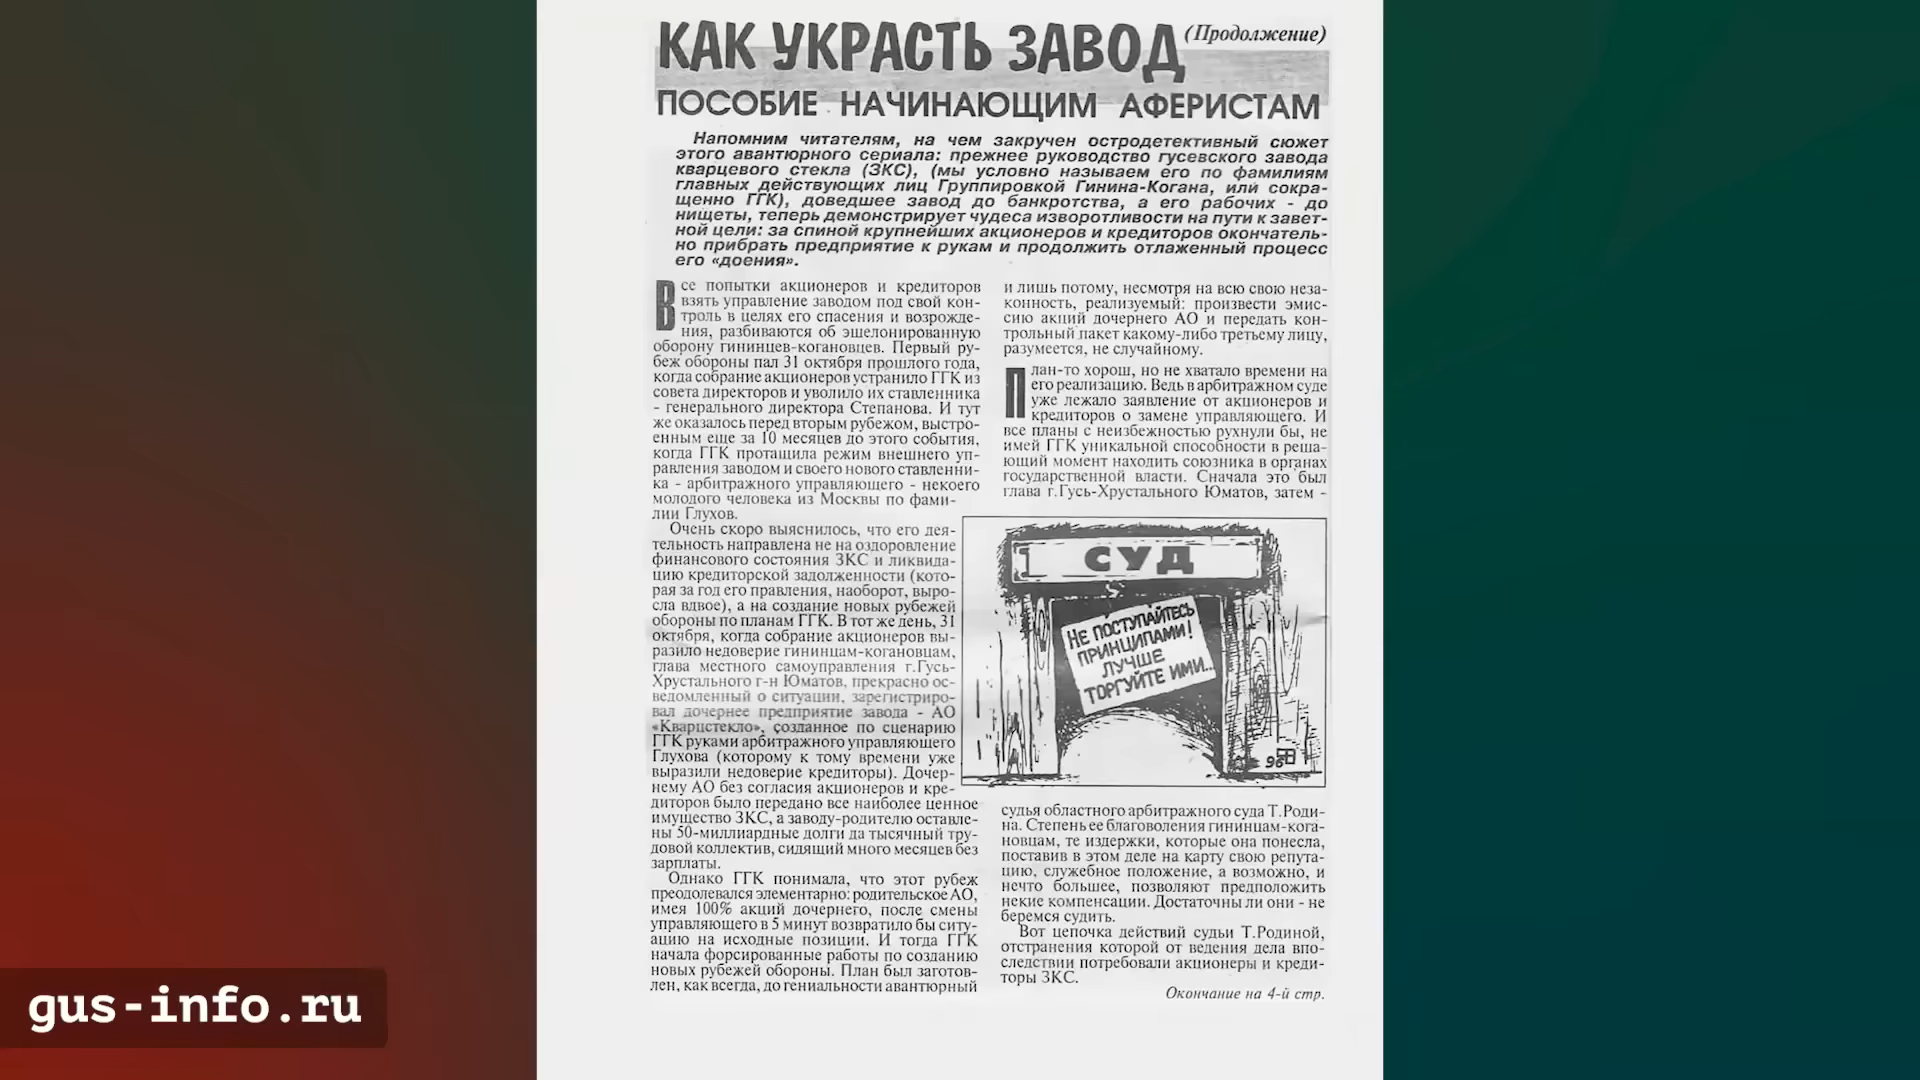 КАК УКРАСТЬ ЗАВОД (Продолжение)
ПОСОБИЕ НАЧИНАЮЩИМ АФЕРИСТАМ
Напомним читателям, на чем закручен остродетективный сюжет
этого авантюрного сериала: прежнее руководство гусевского завода
кварцевого стекла (ЗКС), (мы условно называем его по фамилиям
главных действующих лиц Группировкой Гинина-Когана, или сокра-
щенно ГГК), доведшее завод до банкротства, а его рабочих - до
нищеты, теперь демонстрирует чудеса изворотливости на пути к завет-
ной цели: за спиной крупнейших акционеров и кредиторов окончатель-
но прибрать предприятие к рукам и продолжить отлаженный процесс
его «доения».
Все попытки акционеров и кредиторов
взять управление заводом под свой кон-
троль в целях его спасения и возрожде-
ния, разбиваются об эшелонированную
оборону гининцев-когановцев. Первый ру-
беж обороны пал 31 октября прошлого года,
когда собрание акционеров устранило ГГК из
совета директоров и уволило их ставленника
- генерального директора Степанова. И тут
же оказалось перед вторым рубежом, выстро-
енным еще за 10 месяцев до этого события,
когда ГГК протащила режим внешнего уп-
равления заводом и своего нового ставленни-
ка - арбитражного управляющего - некоего
молодого человека из Москвы по фами-
лии Глухов.
Очень скоро выяснилось, что его дея-
тельность направлена не на оздоровление
финансового состояния ЗКС и ликвида-
цию кредиторской задолженности (кото-
рая за год его правления, наоборот, выро-
сла вдвое), а на создание новых рубежей
обороны по планам ГГК. В тот же день, 31
октября, когда собрание акционеров вы-
разило недоверие гининцам-когановцам,
глава местного самоуправления г.Гусь-
Хрустального г-н Юматов, прекрасно ос-
ведомленный о ситуации, зарегистриро-
вал дочернее предприятие завода - АО
«Кварцстекло», созданное по сценарию
ГГК руками арбитражного управляющего
Глухова (которому к тому времени уже
выразили недоверие кредиторы). Дочер-
нему АО без согласия акционеров и кре-
диторов было передано все наиболее ценное
имущество ЗКС, а заводу-родителю оставле-
ны 50-миллиардные долги да тысячный тру-
довой коллектив, сидящий много месяцев без
зарплаты.
Однако ГГК понимала, что этот рубеж
преодолевался элементарно: родительское АО,
имея 100% акций дочернего, после смены
управляющего в 5 минут возвратило бы ситу-
ацию на исходные позиции. И тогда ГГК
начала форсированные работы по созданию
новых рубежей обороны. План был заготов-
лен, как всегда, до гениальности авантюрный
и лишь потому, несмотря на всю свою неза-
конность, реализуемый: произвести эмис-
сию акций дочернего АО и передать кон-
трольный пакет какому-либо третьему лицу,
разумеется, не случайному.
План-то хорош, но не хватало времени на
его реализацию. Ведь в арбитражном суде
уже лежало заявление от акционеров и
кредиторов о замене управляющего. И
все планы с неизбежностью рухнули бы, не
имей ГГК уникальной способности в реша-
ющий момент находить союзника в органах
государственной власти. Сначала это был
глава г.Гусь-Хрустального Юматов, затем -
СУД
НЕ ПОСТУПАЙТЕСЬ
ПРИНЦИПАМИ!
ЛУЧШЕ
ТОРГУЙТЕ ИМИ...
96
судья областного арбитражного суда Т.Роди-
на. Степень ее благоволения гининцам-кога-
новцам, те издержки, которые она понесла,
поставив в этом деле на карту свою репута-
цию, служебное положение, а возможно, и
нечто большее, позволяют предположить
некие компенсации. Достаточны ли они - не
беремся судить.
Вот цепочка действий судьи Т.Родиной,
отстранения которой от ведения дела впо-
следствии потребовали акционеры и креди-
торы ЗКС.
Окончание на 4-й стр.
gus-info.ru